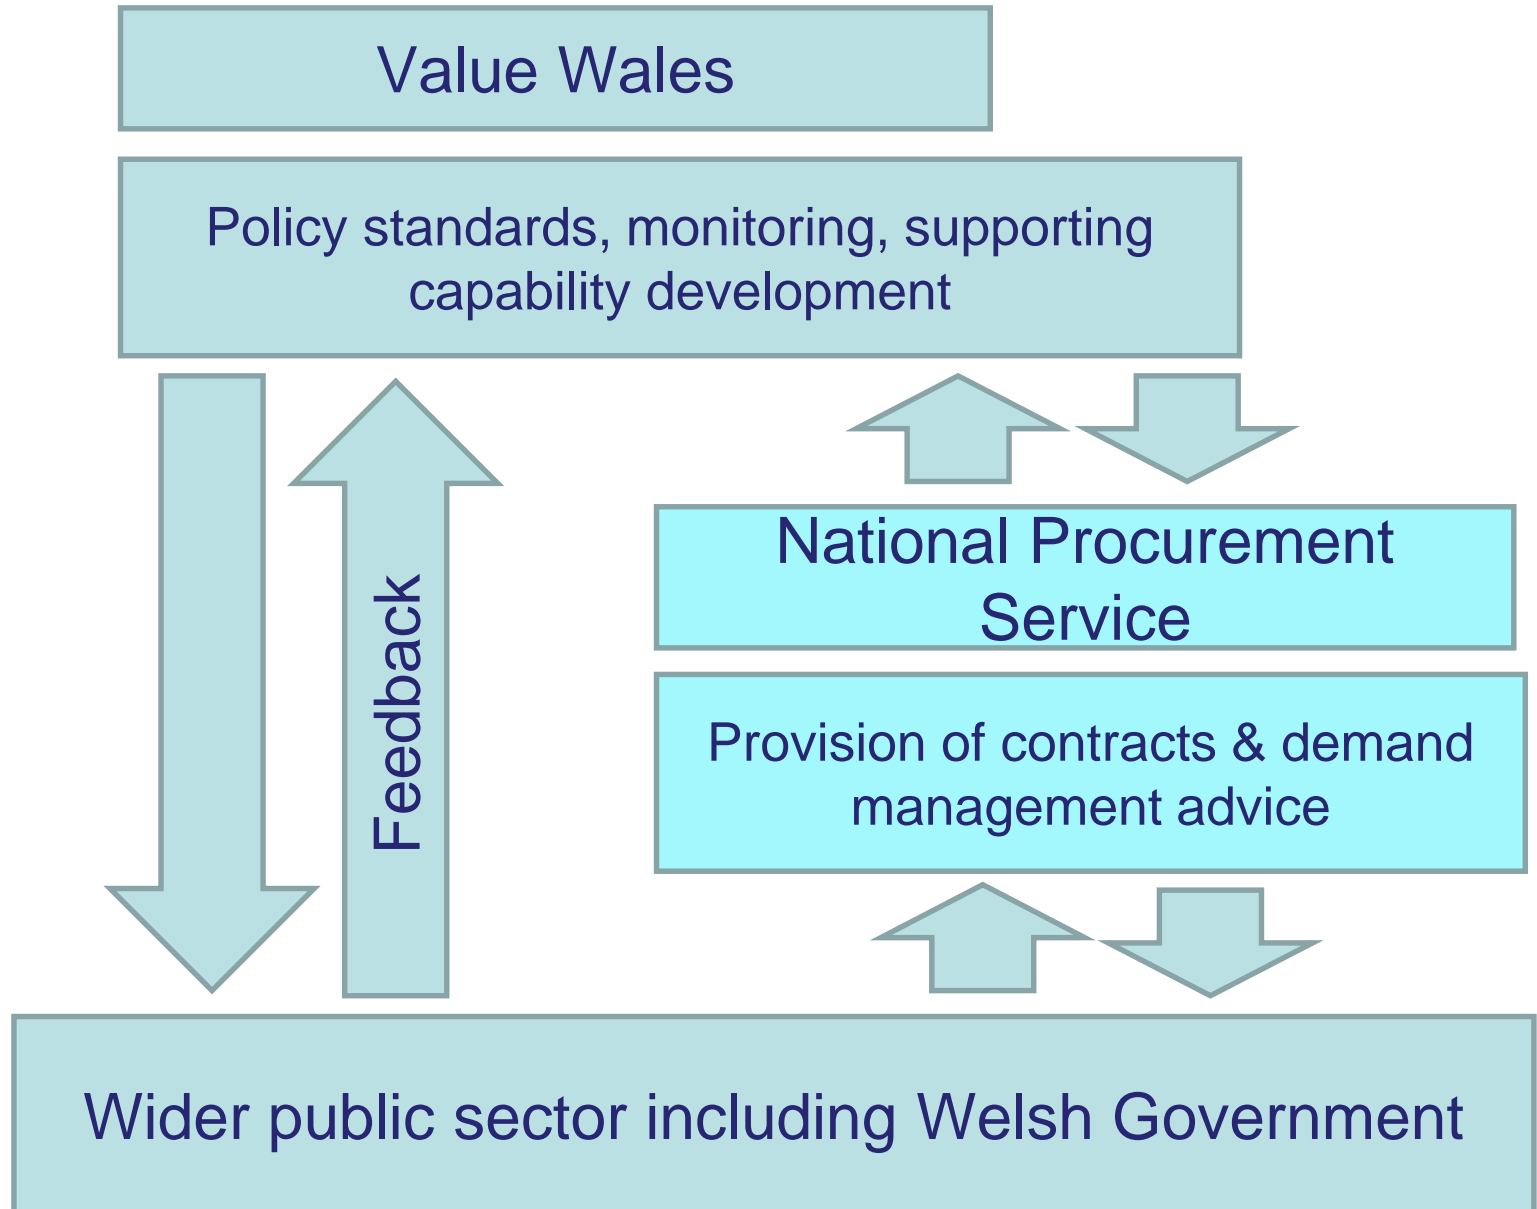 Value Wales
Policy standards, monitoring, supporting
capability development
Feedback
National Procurement
Service
Provision of contracts & demand
management advice
Wider public sector including Welsh Government